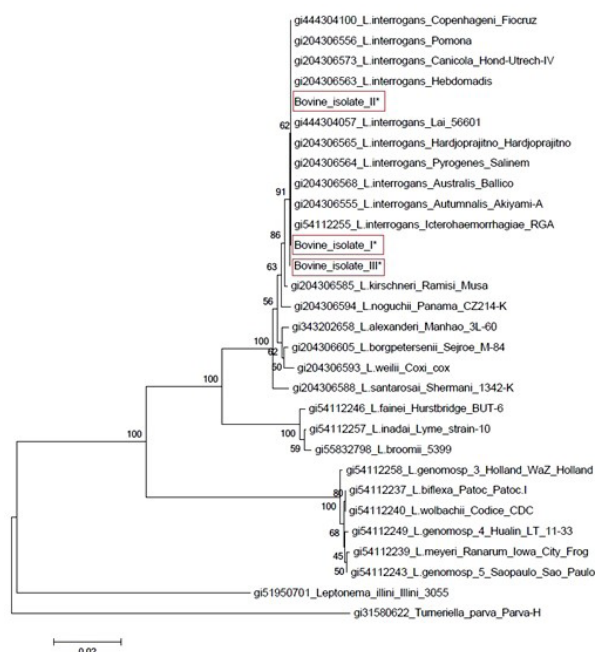 gi444304100_L.interrogans_Copenhageni_Fiocruz
gi204306556_L.interrogans_Pomona
gi204306573_L.interrogans_Canicola_Hond-Utrech-IV
gi204306563_L.interrogans_Hebdomadis
Bovine_isolate_II*
62
gi444304057_L.interrogans_Lai_56601
gi204306565_L.interrogans_Hardjoprajitno_Hardjoprajitno
gi204306564_L.interrogans_Pyrogenes_Salinem
91
gi204306568_L.interrogans_Australis_Ballico
gi204306555_L.interrogans_Autumnalis_Akiyami-A
86
gi54112255_L.interrogans_Icterohaemorrhagiae_RGA
Bovine_isolate_I*
63
Bovine_isolate_III*
gi204306585_L.kirschneri_Ramisi_Musa
56
gi204306594_L.noguchii_Panama_CZ214-K
gi343202658_L.alexanderi_Manhao_3L-60
100
62
gi204306605_L.borgpetersenii_Sejroe_M-84
50
gi204306593_L.weilii_Coxi_cox
100
gi204306588_L.santarosai_Shermani_1342-K
gi54112246_L.fainei_Hurstbridge_BUT-6
100
100
gi54112257_L.inadai_Lyme_strain-10
59
gi55832798_L.broomii_5399
gi54112258_L.genomosp_3_Holland_WaZ_Holland
80
gi54112237_L.biflexa_Patoc_Patoc.I
100
gi54112240_L.wolbachii_Codice_CDC
68
gi54112249_L.genomosp_4_Hualin_LT_11-33
45
gi54112239_L.meyeri_Ranarum_Iowa_City_Frog
50
gi54112243_L.genomosp_5_Saopaulo_Sao_Paulo
gi51950701_Leptonema_illini_Illini_3055
gi31580622_Turneriella_parva_Parva-H
0.02